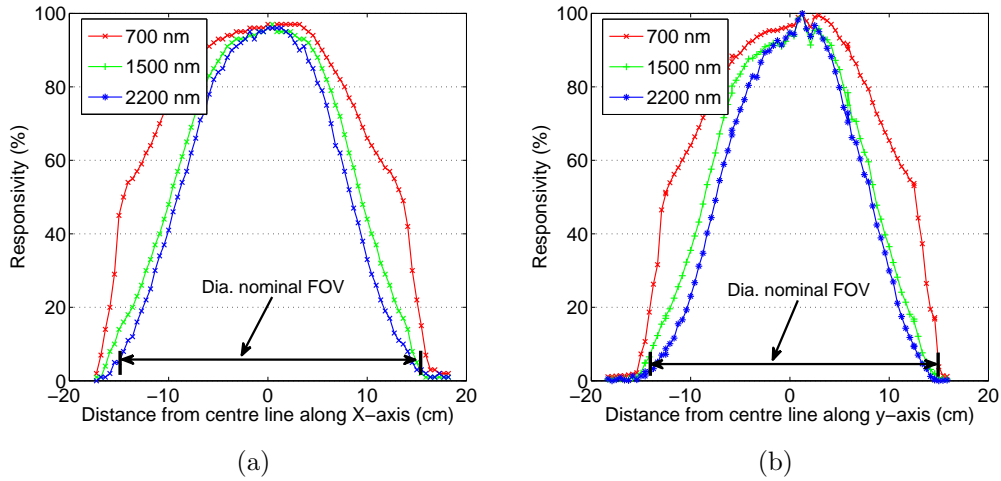 100
80
60
40
20
0
Responsivity (%)
700 nm
1500 nm
2200 nm
Dia. nominal FOV
−20 −10 0 10 20
Distance from centre line along X−axis (cm)
(a)
100
80
60
40
20
0
Responsivity (%)
700 nm
1500 nm
2200 nm
Dia. nominal FOV
−20 −10 0 10 20
Distance from centre line along y−axis (cm)
(b)